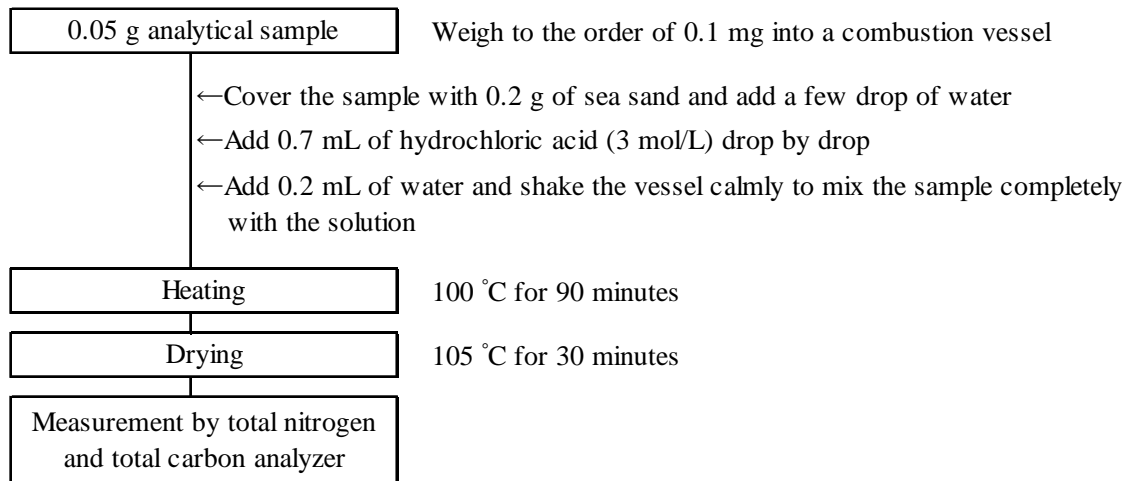 0.05 g analytical sample
Weigh to the order of 0.1 mg into a combustion vessel
←Cover the sample with 0.2 g of sea sand and add a few drop of water
←Add 0.7 mL of hydrochloric acid (3 mol/L) drop by drop
←Add 0.2 mL of water and shake the vessel calmly to mix the sample completely
with the solution
Heating
100 ℃ for 90 minutes
Drying
105 ℃ for 30 minutes
Measurement by total nitrogen
and total carbon analyzer